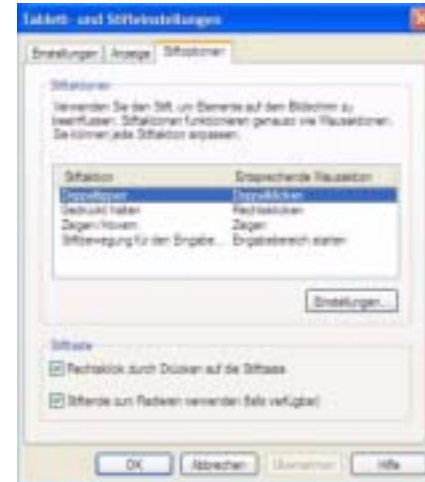 Tablett- und Stifteinstellungen
Einstellungen Anzeige Stiftoptionen
Stiftaktionen
Verwenden Sie den Stift, um Elemente auf dem Bildschirm zu
beeinflussen. Stiftaktionen funktionieren genauso wie Mausaktionen.
Sie können jede Stiftaktion anpassen.
Stiftaktion Entsprechende Mausaktion
Doppeltippen Doppelklicken
Gedrückt halten Rechtsklicken
Zeigen/Hovern Zeigen
Stiftbewegung für den Eingabe... Eingabebereich starten
Einstellungen...
Stifttaste
Rechtsklick durch Drücken auf die Stifttaste
Stiftende zum Radieren verwenden (falls verfügbar)
OK Abbrechen Übernehmen Hilfe